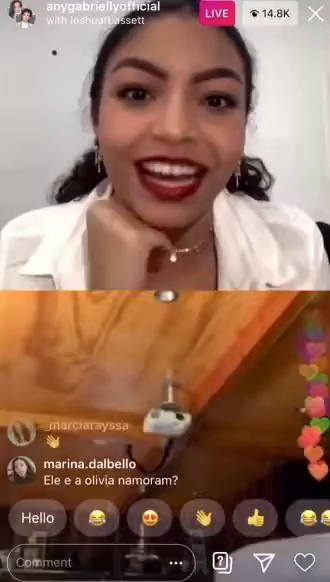 anygabriellyofficial
with joshuatbassett
LIVE
14.8K
_marciarayssa
marina.dalbello
Ele e a olivia namoram?
Hello
Comment